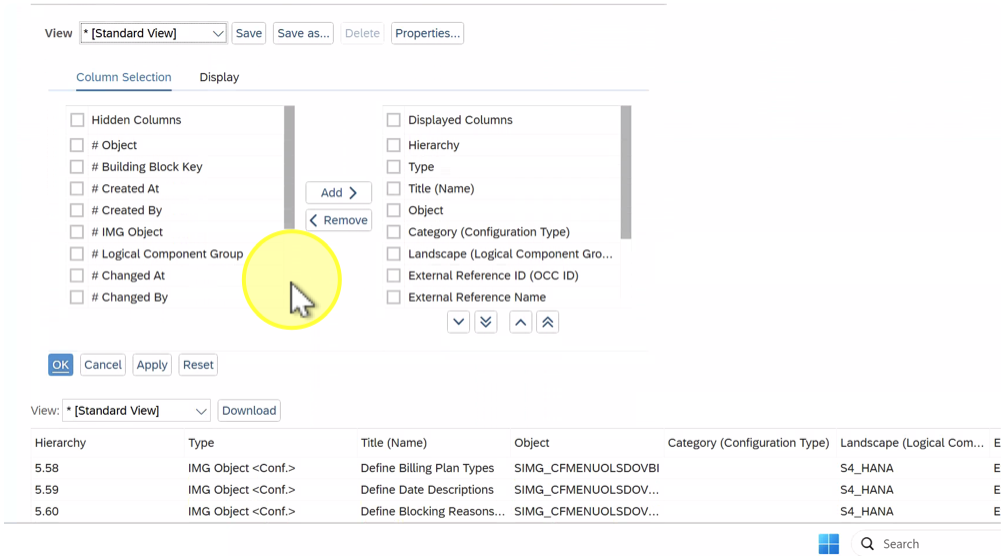 View * [Standard View] Save Save as... Delete Properties...
Column Selection Display
Hidden Columns
# Object
# Building Block Key
# Created At
# Created By
# IMG Object
# Logical Component Group
# Changed At
# Changed By
Add
Remove
Displayed Columns
Hierarchy
Type
Title (Name)
Object
Category (Configuration Type)
Landscape (Logical Component Gro...
External Reference ID (OCC ID)
External Reference Name
OK Cancel Apply Reset
View: * [Standard View] Download
Hierarchy Type Title (Name) Object Category (Configuration Type) Landscape (Logical Com... E
5.58 IMG Object <Conf.> Define Billing Plan Types SIMG_CFMENUOLSDOVBI S4_HANA E
5.59 IMG Object <Conf.> Define Date Descriptions SIMG_CFMENUOLSDOV... S4_HANA E
5.60 IMG Object <Conf.> Define Blocking Reasons... SIMG_CFMENUOLSDOV... S4_HANA E
Search